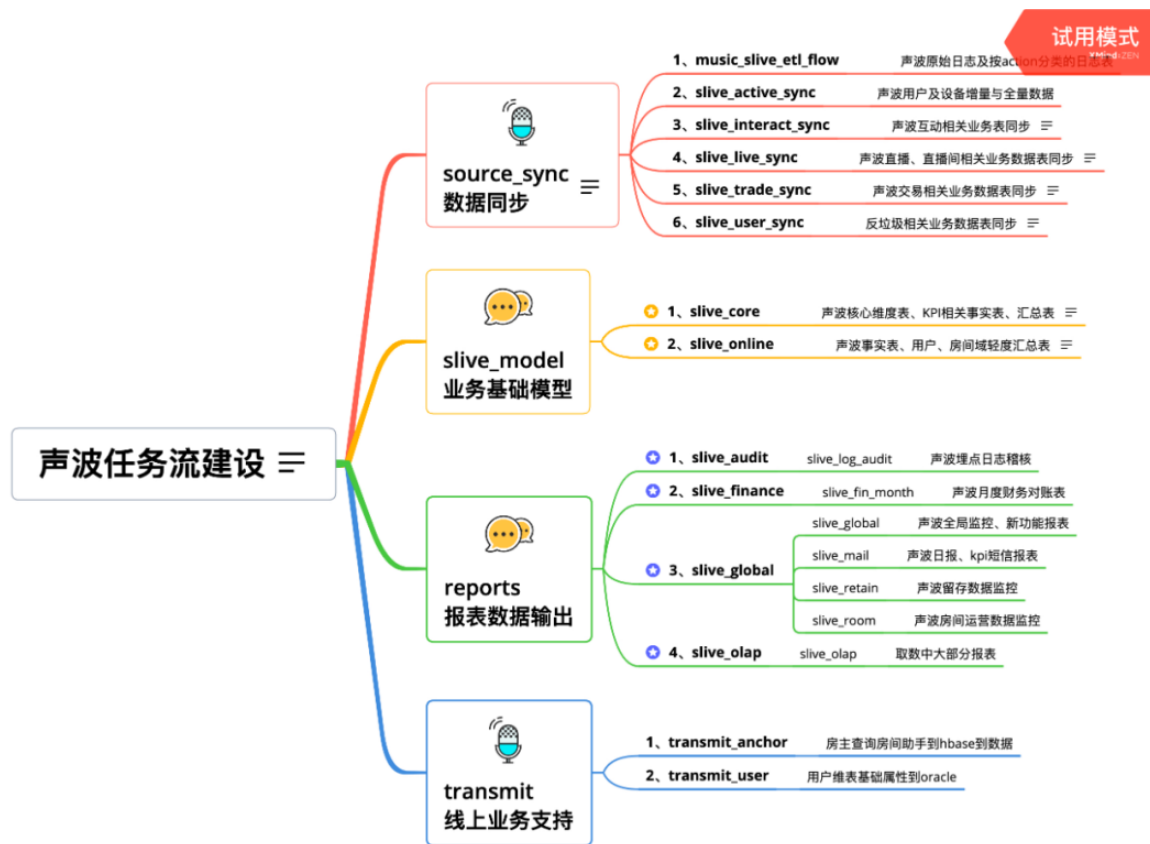 试用模式
XMind:ZEN
声波任务流建设
source_sync
数据同步
1、music_slive_etl_flow 声波原始日志及按action分类的日志表
2、slive_active_sync 声波用户及设备增量与全量数据
3、slive_interact_sync 声波互动相关业务表同步
4、slive_live_sync 声波直播、直播间相关业务数据表同步
5、slive_trade_sync 声波交易相关业务数据表同步
6、slive_user_sync 反垃圾相关业务数据表同步
slive_model
业务基础模型
1、slive_core 声波核心维度表、KPI相关事实表、汇总表
2、slive_online 声波事实表、用户、房间域轻度汇总表
reports
报表数据输出
1、slive_audit slive_log_audit 声波埋点日志稽核
2、slive_finance slive_fin_month 声波月度财务对账表
3、slive_global
slive_global 声波全局监控、新功能报表
slive_mail 声波日报、kpi短信报表
slive_retain 声波留存数据监控
slive_room 声波房间运营数据监控
4、slive_olap slive_olap 取数中大部分报表
transmit
线上业务支持
1、transmit_anchor 房主查询房间助手到hbase到数据
2、transmit_user 用户维表基础属性到oracle